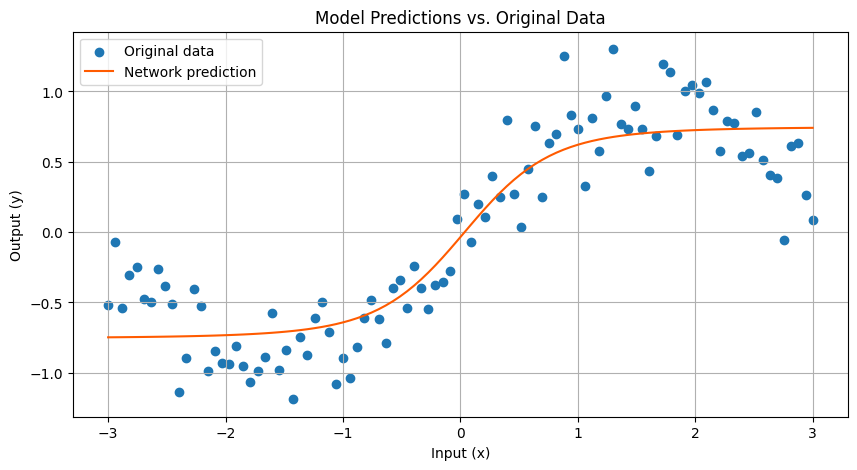 Model Predictions vs. Original Data
Original data
Network prediction
1.0
0.5
0.0
−0.5
−1.0
Output (y)
−3 −2 −1 0 1 2 3
Input (x)